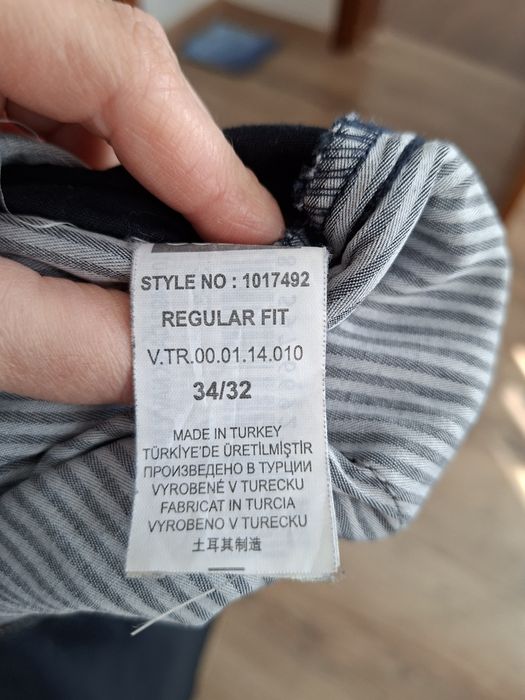 STYLE NO : 1017492
REGULAR FIT
V.TR.00.01.14.010
34/32
MADE IN TURKEY
TÜRKİYE'DE ÜRETİLMİŞTİR
ПРОИЗВЕДЕНО В ТУРЦИИ
VYROBENÉ V TURECKU
FABRICAT IN TURCIA
VYROBENO V TURECKU
土耳其制造